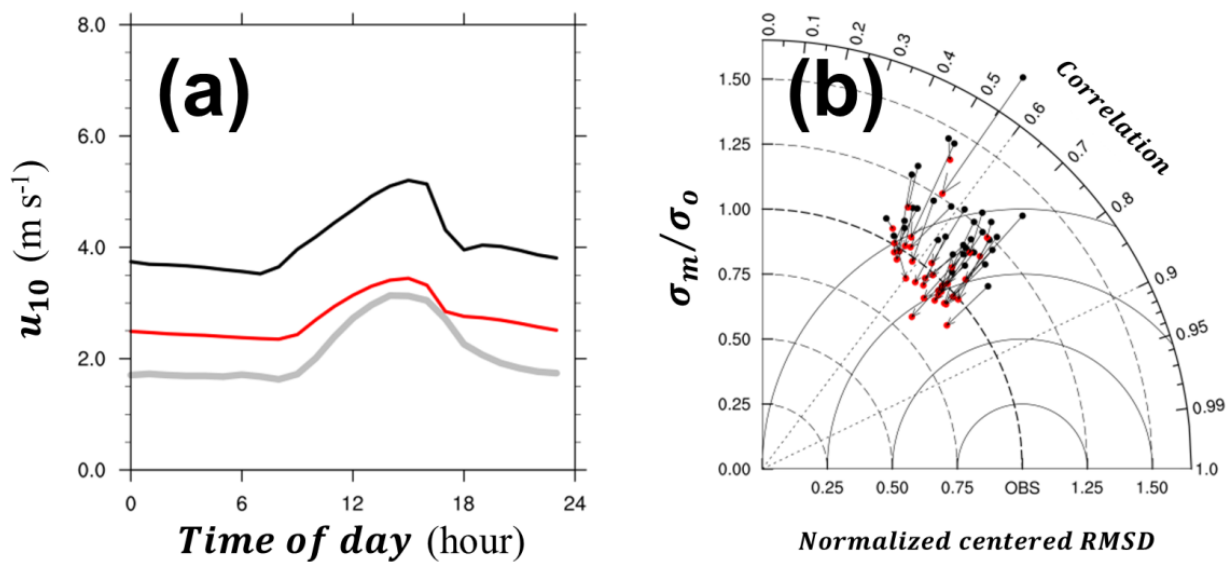 (a)
8.0
6.0
4.0
2.0
0.0
u10 (m s-1)
0 6 12 18 24
Time of day (hour)
(b)
σm/σo
1.50
1.25
1.00
0.75
0.50
0.25
0.00
0.25 0.50 0.75 OBS 1.25 1.50
0.0 0.1 0.2 0.3 0.4 0.5 0.6 0.7 0.8 0.9 0.95 0.99 1.0
Correlation
Normalized centered RMSD